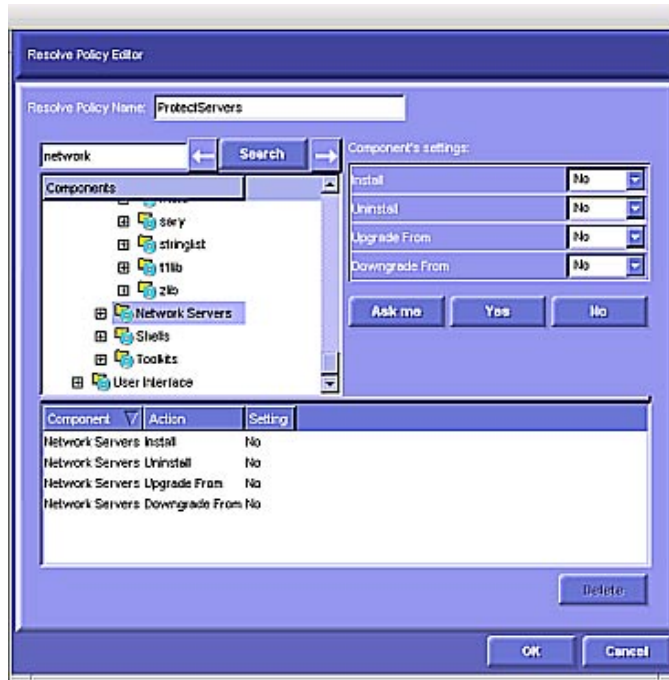 Resolve Policy Editor
Resolve Policy Name: ProtectServers
network
Search
Component's settings:
Components
Install No
Uninstall No
sary
Upgrade From No
stringlist
Downgrade From No
t1lib
zlib
Network Servers
Ask me Yes No
Shells
Toolkits
User Interface
Component Action Setting
Network Servers Install No
Network Servers Uninstall No
Network Servers Upgrade From No
Network Servers Downgrade From No
Delete
OK Cancel